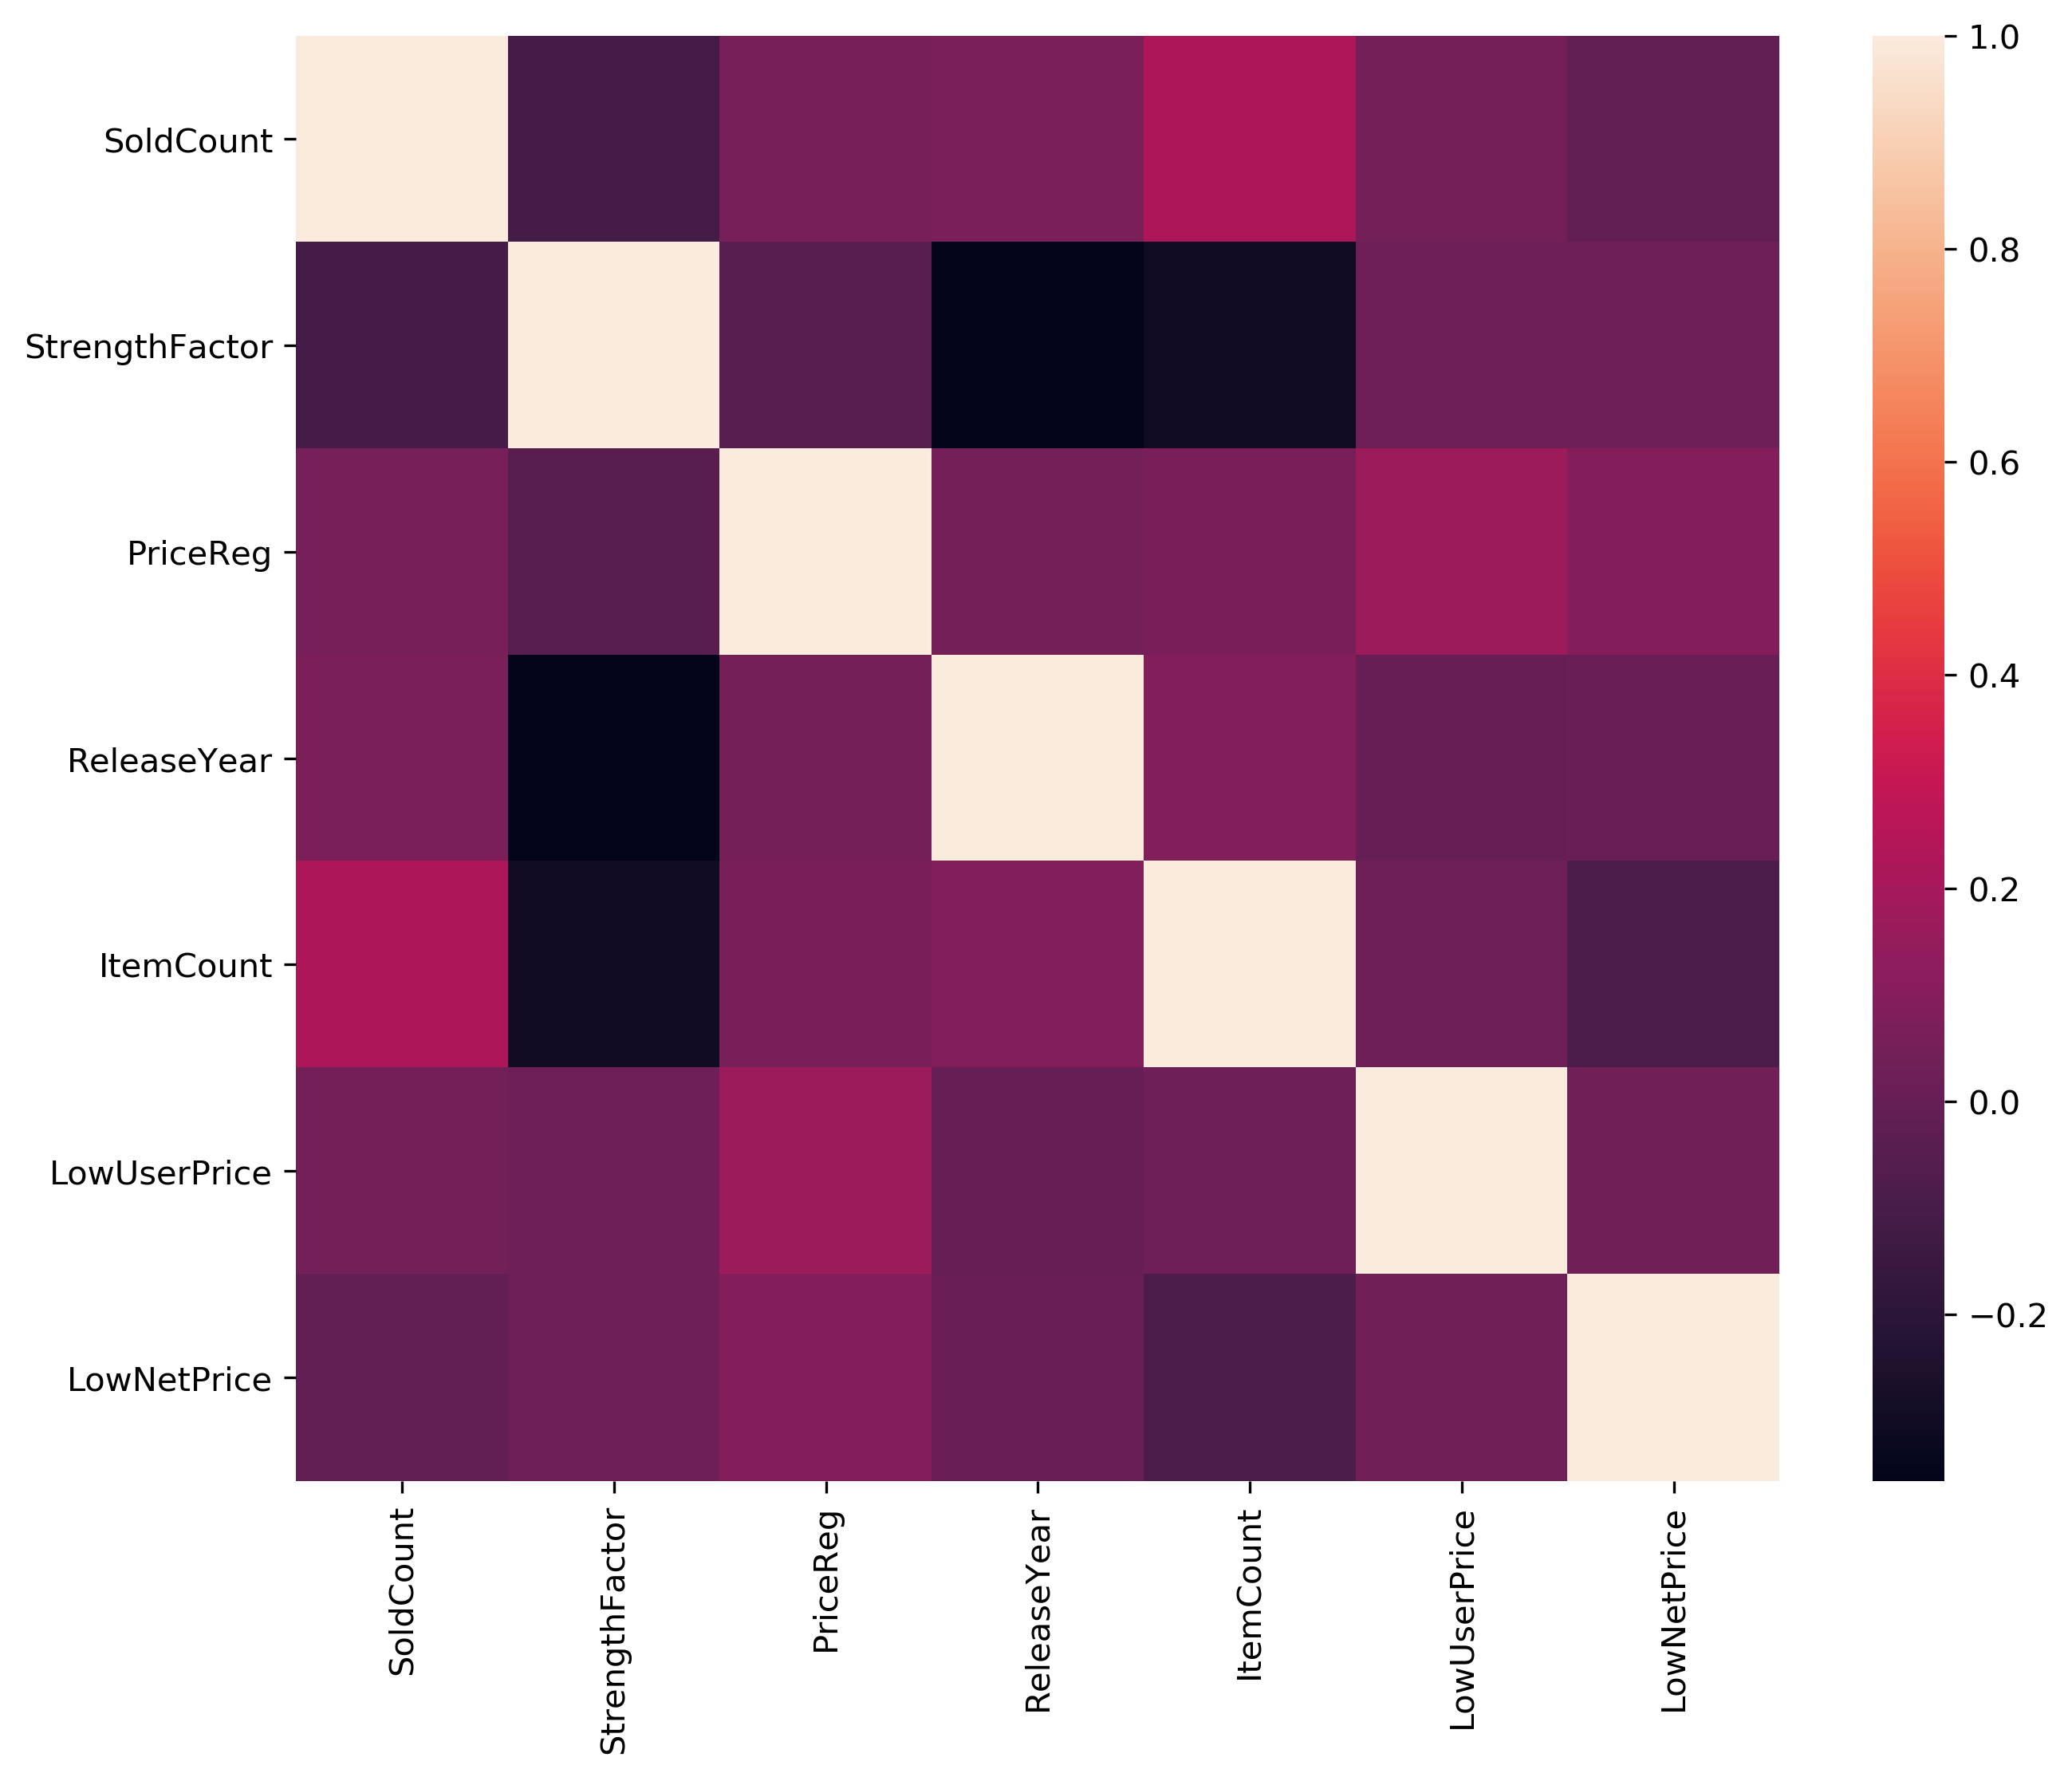 SoldCount
StrengthFactor
PriceReg
ReleaseYear
ItemCount
LowUserPrice
LowNetPrice
SoldCount
StrengthFactor
PriceReg
ReleaseYear
ItemCount
LowUserPrice
LowNetPrice
1.0
0.8
0.6
0.4
0.2
0.0
−0.2